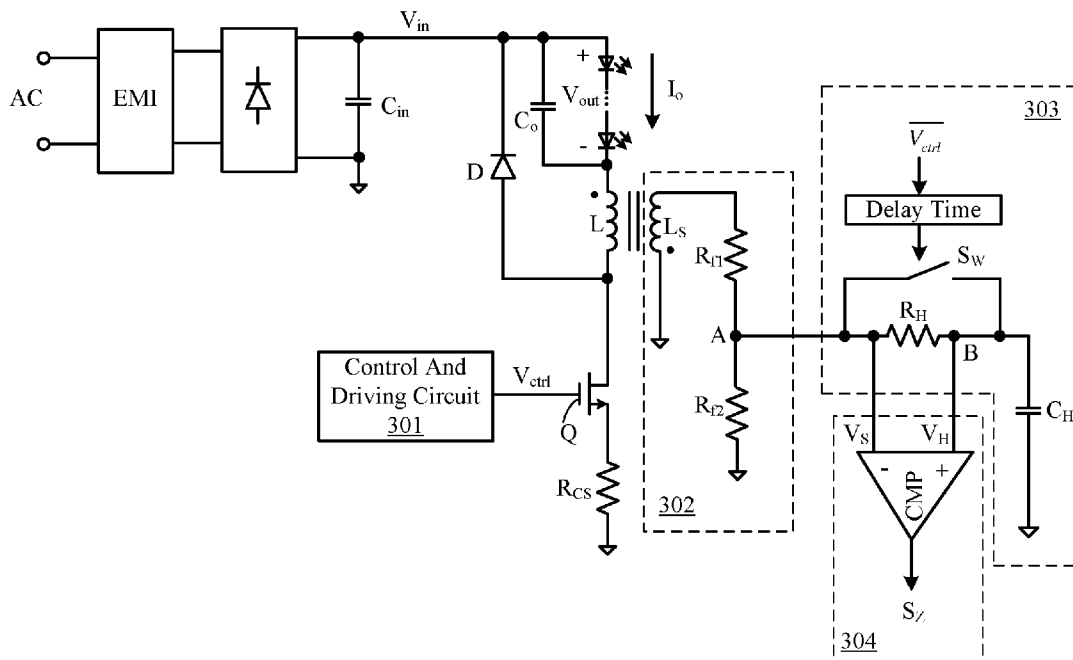 V_in
AC
EMI
C_in
+
V_out
-
C_o
I_o
D
L
L_S
R_f1
A
R_f2
302
Control And
Driving Circuit
301
V_ctrl
Q
R_CS
303
V_ctrl
Delay Time
S_W
R_H
B
C_H
V_S
V_H
-
+
CMP
S_Z
304